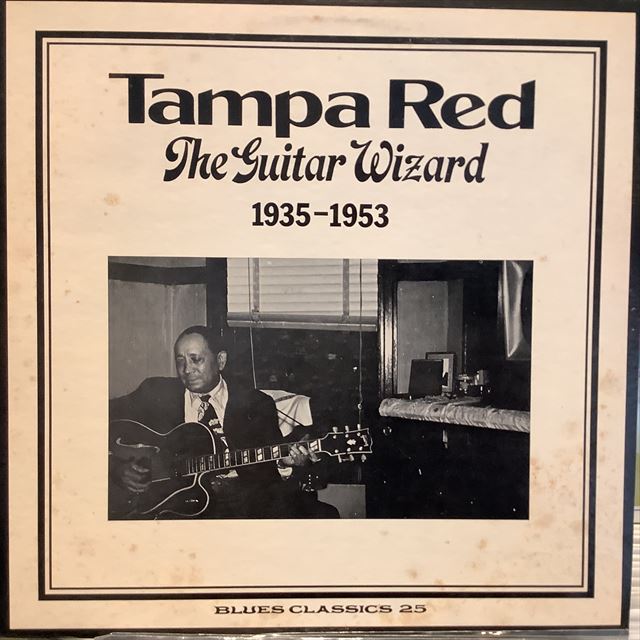 Tampa Red
The Guitar Wizard
1935–1953
BLUES CLASSICS 25